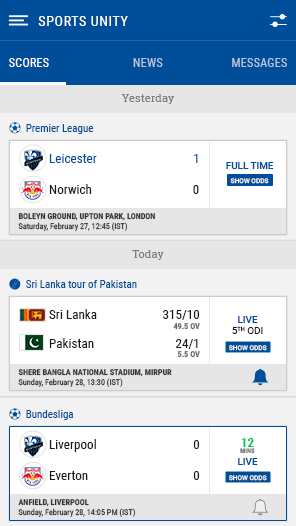 SPORTS UNITY
SCORES NEWS MESSAGES
Yesterday
Premier League
Leicester 1
Norwich 0
FULL TIME
SHOW ODDS
BOLEYN GROUND, UPTON PARK, LONDON
Saturday, February 27, 12:45 (IST)
Today
Sri Lanka tour of Pakistan
Sri Lanka 315/10
49.5 OV
Pakistan 24/1
5.5 OV
LIVE
5TH ODI
SHOW ODDS
SHERE BANGLA NATIONAL STADIUM, MIRPUR
Sunday, February 28, 13:30 (IST)
Bundesliga
Liverpool 0
Everton 0
12
MINS
LIVE
SHOW ODDS
ANFIELD, LIVERPOOL
Sunday, February 28, 14:05 PM (IST)